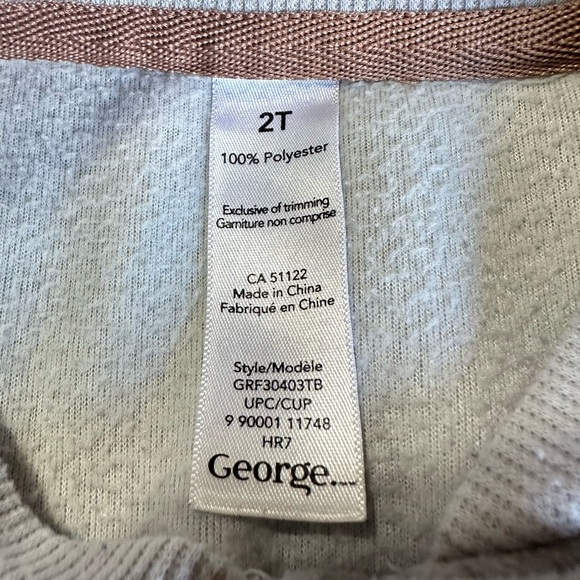 2T
100% Polyester
Exclusive of trimming
Garniture non comprise
CA 51122
Made in China
Fabriqué en Chine
Style/Modèle
GRF30403TB
UPC/CUP
9 90001 11748
HR7
George...